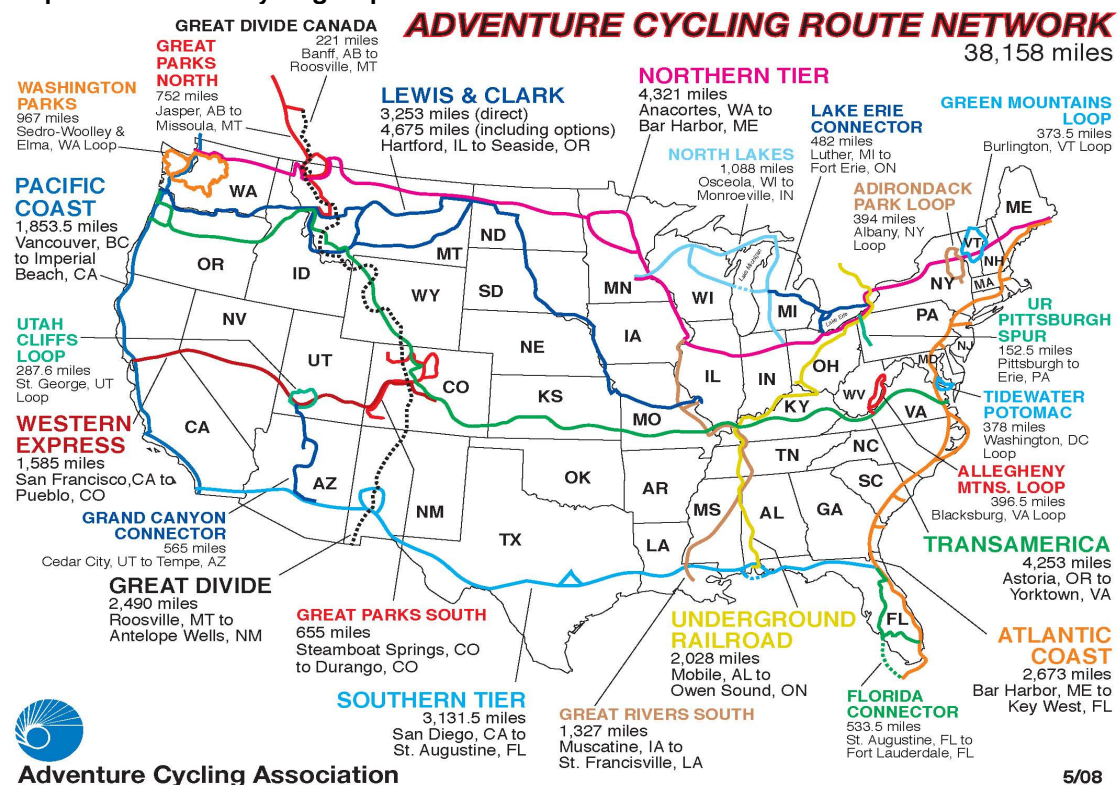 ADVENTURE CYCLING ROUTE NETWORK
38,158 miles
GREAT DIVIDE CANADA
221 miles
Banff, AB to
Roosville, MT
GREAT
PARKS
NORTH
752 miles
Jasper, AB to
Missoula, MT
WASHINGTON
PARKS
967 miles
Sedro-Woolley &
Elma, WA Loop
LEWIS & CLARK
3,253 miles (direct)
4,675 miles (including options)
Hartford, IL to Seaside, OR
NORTHERN TIER
4,321 miles
Anacortes, WA to
Bar Harbor, ME
LAKE ERIE
CONNECTOR
482 miles
Luther, MI to
Fort Erie, ON
GREEN MOUNTAINS
LOOP
373.5 miles
Burlington, VT Loop
NORTH LAKES
1,088 miles
Osceola, WI to
Monroeville, IN
ADIRONDACK
PARK LOOP
394 miles
Albany, NY
Loop
PACIFIC
COAST
1,853.5 miles
Vancouver, BC
to Imperial
Beach, CA
UTAH
CLIFFS
LOOP
287.6 miles
St. George, UT
Loop
WESTERN
EXPRESS
1,585 miles
San Francisco,CA to
Pueblo, CO
GRAND CANYON
CONNECTOR
565 miles
Cedar City, UT to Tempe, AZ
GREAT DIVIDE
2,490 miles
Roosville, MT to
Antelope Wells, NM
GREAT PARKS SOUTH
655 miles
Steamboat Springs, CO
to Durango, CO
SOUTHERN TIER
3,131.5 miles
San Diego, CA to
St. Augustine, FL
GREAT RIVERS SOUTH
1,327 miles
Muscatine, IA to
St. Francisville, LA
UNDERGROUND
RAILROAD
2,028 miles
Mobile, AL to
Owen Sound, ON
FLORIDA
CONNECTOR
533.5 miles
St. Augustine, FL to
Fort Lauderdale, FL
ATLANTIC
COAST
2,673 miles
Bar Harbor, ME to
Key West, FL
TRANSAMERICA
4,253 miles
Astoria, OR to
Yorktown, VA
ALLEGHENY
MTNS. LOOP
396.5 miles
Blacksburg, VA Loop
TIDEWATER
POTOMAC
378 miles
Washington, DC
Loop
UR
PITTSBURGH
SPUR
152.5 miles
Pittsburgh to
Erie, PA
WA
OR
ID
MT
ND
SD
WY
NV
UT
CO
CA
AZ
NM
NE
KS
OK
TX
MN
IA
MO
AR
LA
WI
IL
IN
MI
OH
KY
TN
MS
AL
GA
FL
SC
NC
VA
WV
MD
PA
NJ
NY
VT
NH
MA
ME
Lake Michigan
Lake Erie
Adventure Cycling Association
5/08